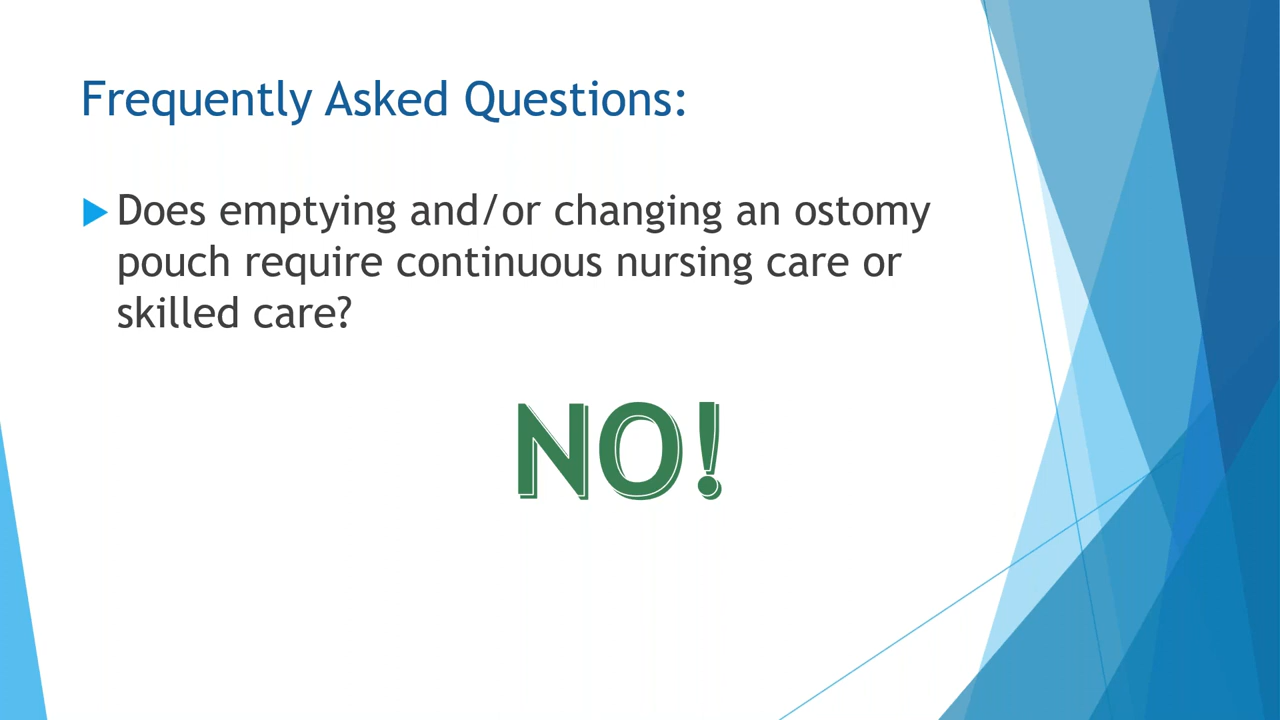 Frequently Asked Questions:
Does emptying and/or changing an ostomy
pouch require continuous nursing care or
skilled care?
NO!